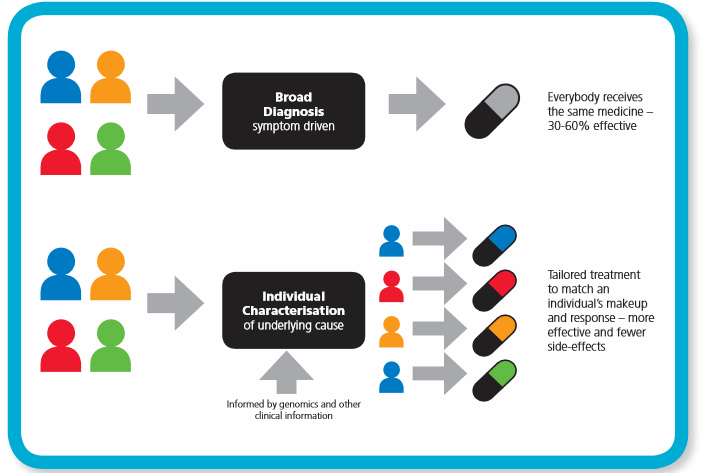 Broad
Diagnosis
symptom driven
Everybody receives
the same medicine –
30-60% effective
Individual
Characterisation
of underlying cause
Informed by genomics and other
clinical information
Tailored treatment
to match an
individual's makeup
and response – more
effective and fewer
side-effects